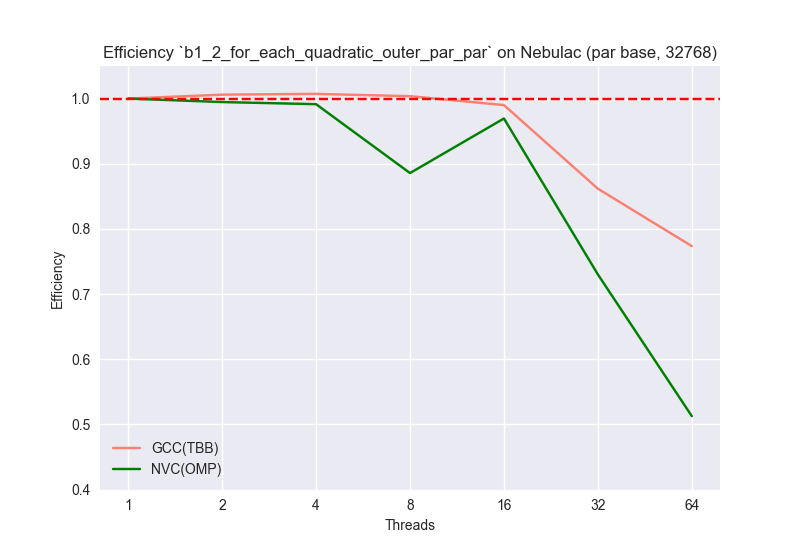 Efficiency `b1_2_for_each_quadratic_outer_par_par` on Nebulac (par base, 32768)
Efficiency
1.0
0.9
0.8
0.7
0.6
0.5
0.4
GCC(TBB)
NVC(OMP)
1 2 4 8 16 32 64
Threads